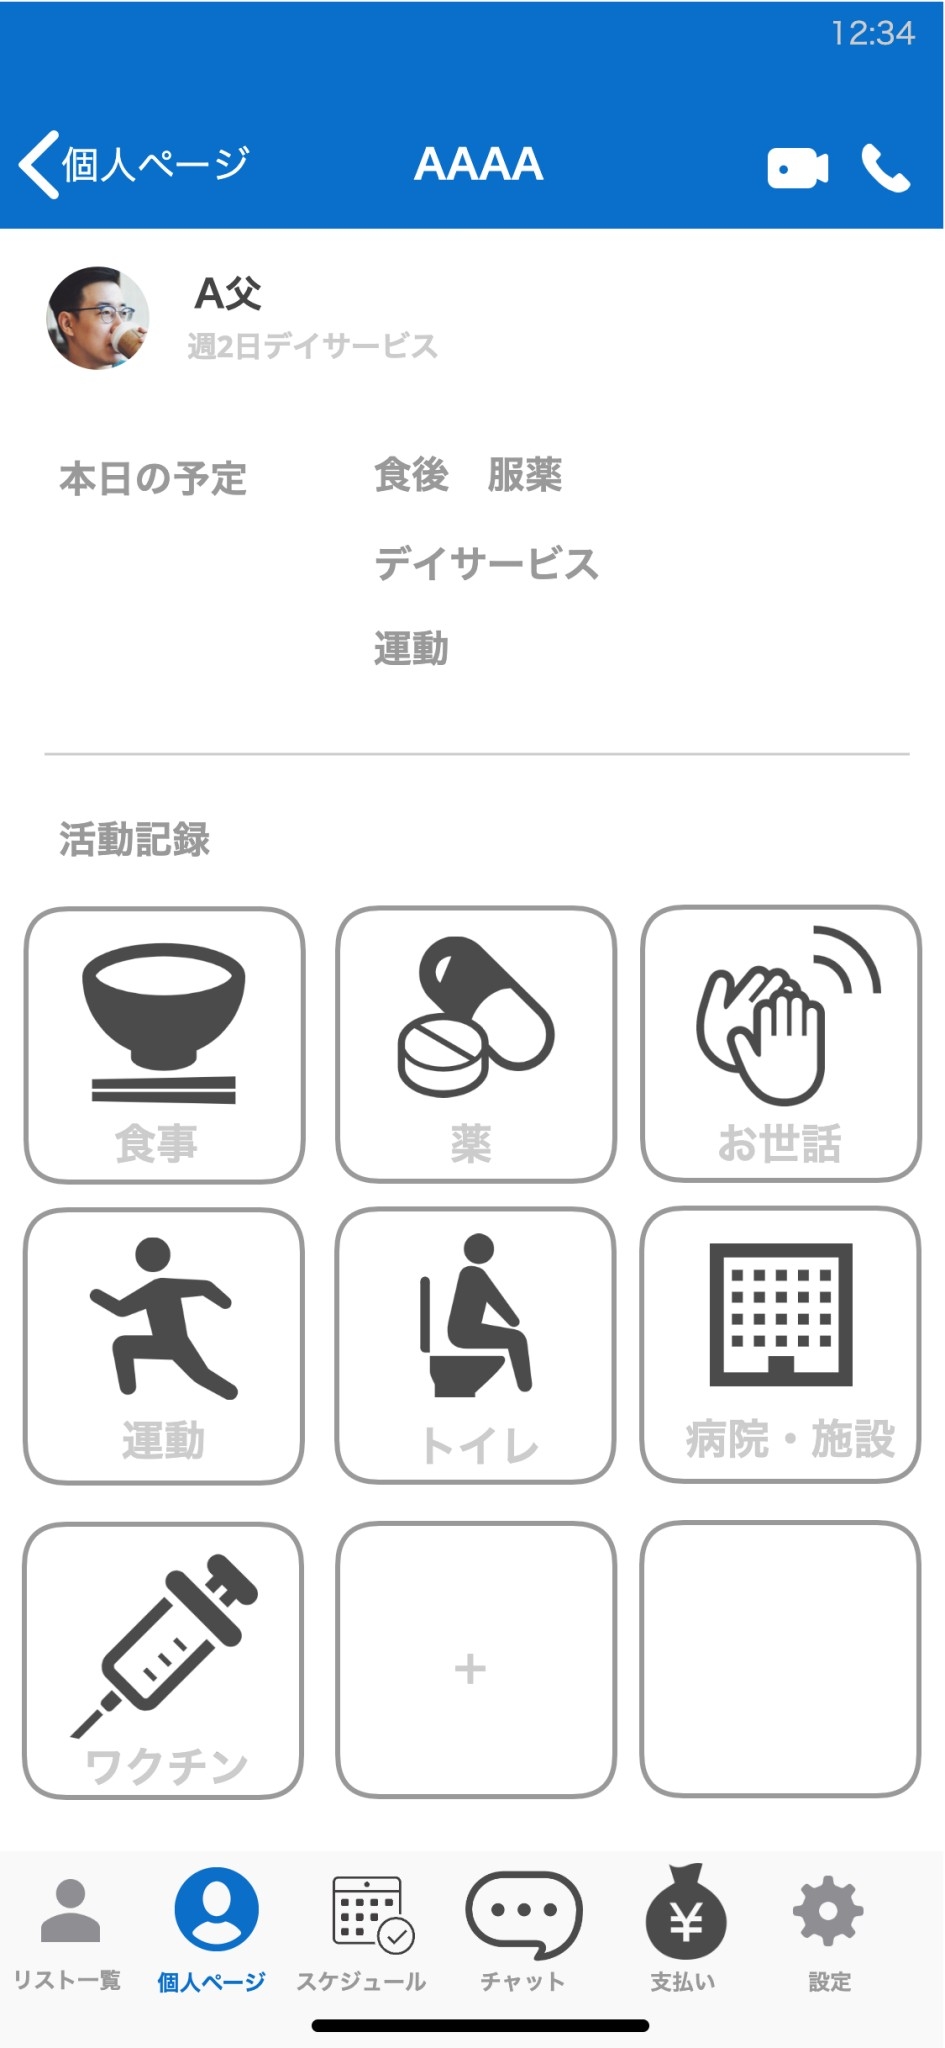 12:34
個人ページ
AAAA
A父
週2日デイサービス
本日の予定
食後　服薬
デイサービス
運動
活動記録
食事
薬
お世話
運動
トイレ
病院・施設
ワクチン
+
¥
リスト一覧
個人ページ
スケジュール
チャット
支払い
設定